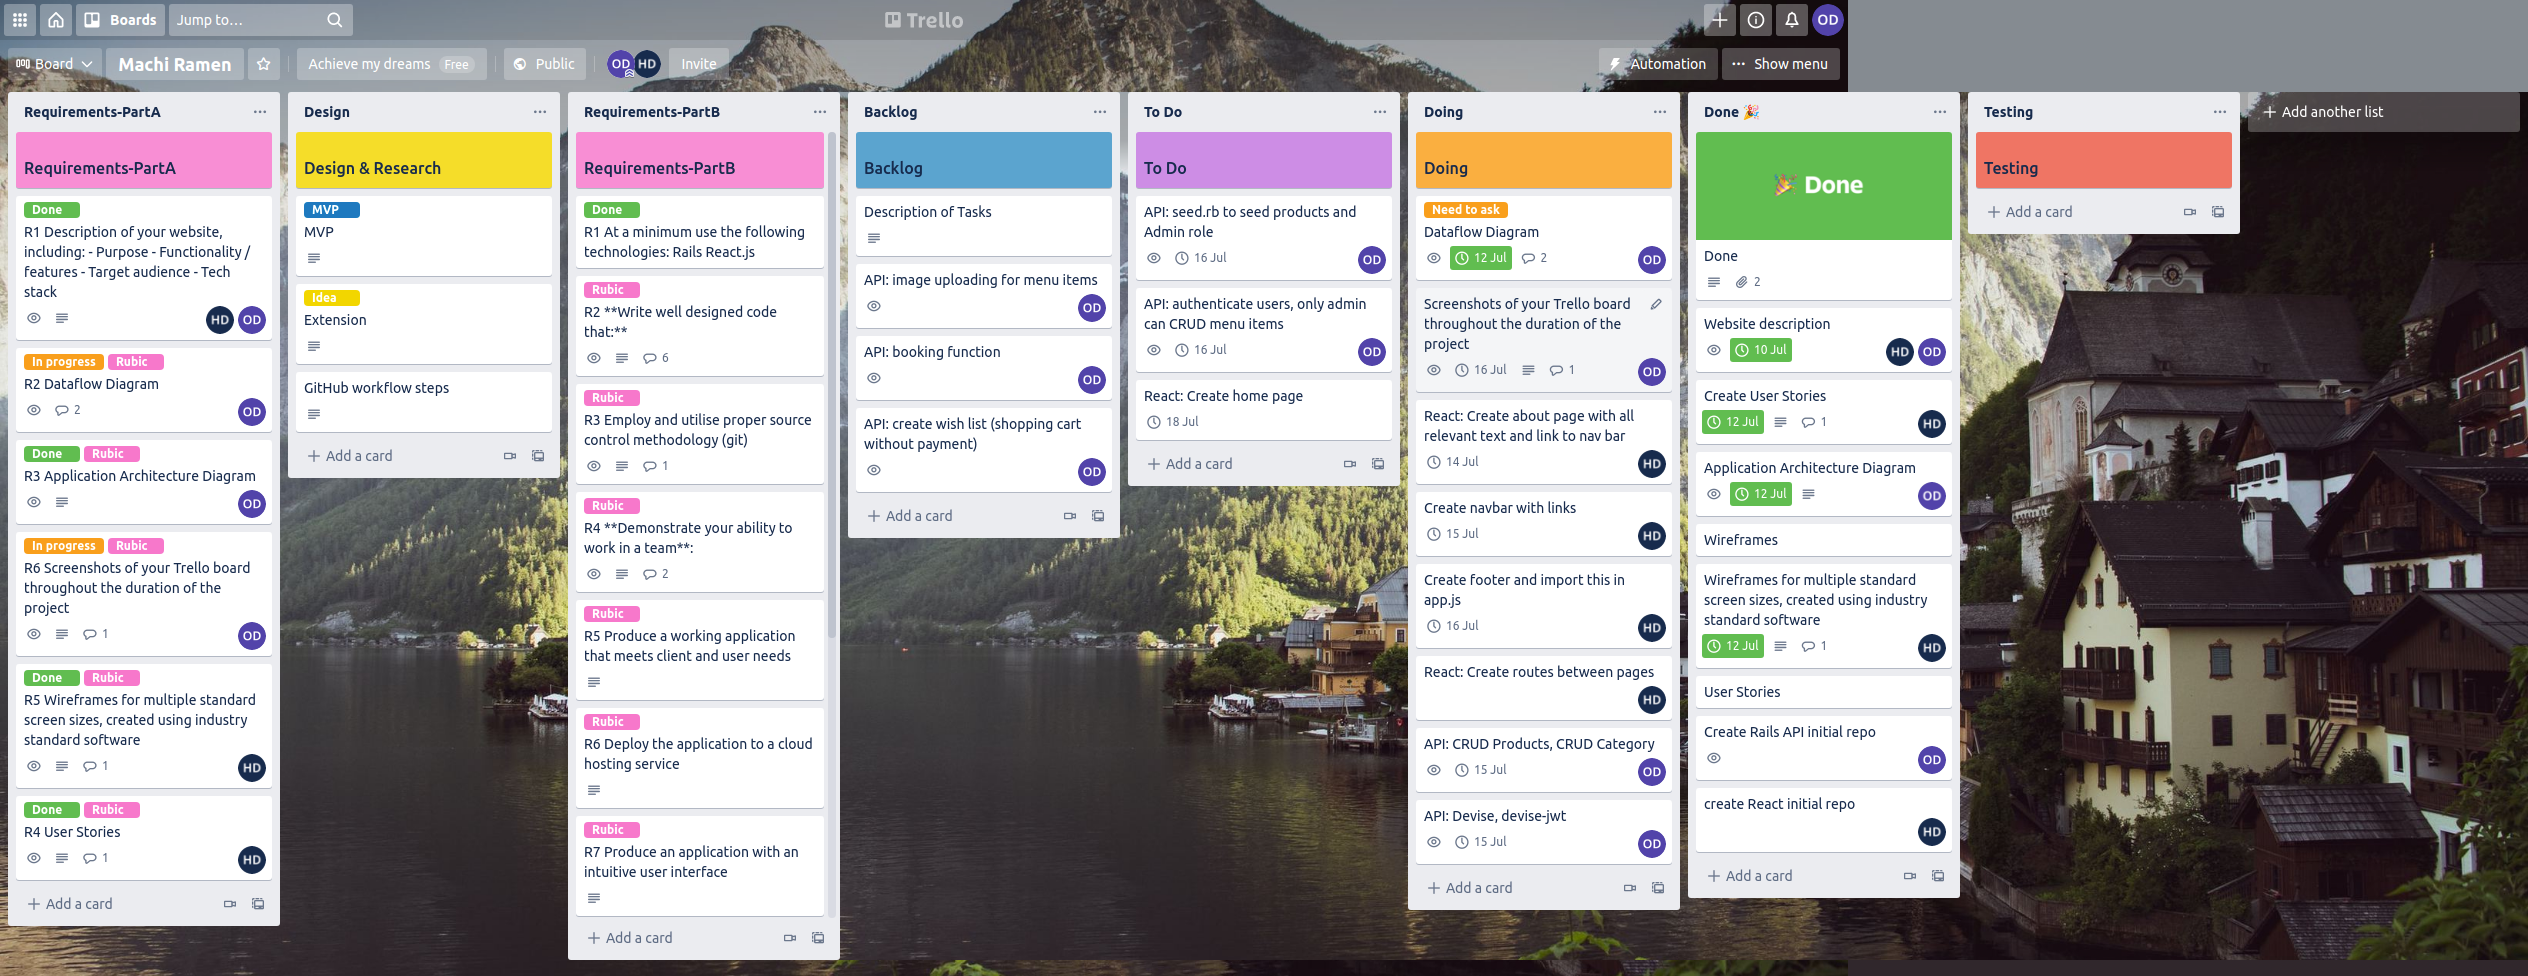 Boards
Jump to...
Trello
OD
Board
Machi Ramen
Achieve my dreams Free
Public
OD HD
Invite
Automation
Show menu
Requirements-PartA
Requirements-PartA
Done
R1 Description of your website,
including: - Purpose - Functionality /
features - Target audience - Tech
stack
HD OD
In progress Rubic
R2 Dataflow Diagram
2
OD
Done Rubic
R3 Application Architecture Diagram
OD
In progress Rubic
R6 Screenshots of your Trello board
throughout the duration of the
project
1
OD
Done Rubic
R5 Wireframes for multiple standard
screen sizes, created using industry
standard software
1
HD
Done Rubic
R4 User Stories
1
HD
+ Add a card
Design
Design & Research
MVP
MVP
Idea
Extension
GitHub workflow steps
+ Add a card
Requirements-PartB
Requirements-PartB
Done
R1 At a minimum use the following
technologies: Rails React.js
Rubic
R2 **Write well designed code
that:**
6
Rubic
R3 Employ and utilise proper source
control methodology (git)
1
Rubic
R4 **Demonstrate your ability to
work in a team**:
2
Rubic
R5 Produce a working application
that meets client and user needs
Rubic
R6 Deploy the application to a cloud
hosting service
Rubic
R7 Produce an application with an
intuitive user interface
+ Add a card
Backlog
Backlog
Description of Tasks
API: image uploading for menu items
OD
API: booking function
OD
API: create wish list (shopping cart
without payment)
OD
+ Add a card
To Do
To Do
API: seed.rb to seed products and
Admin role
16 Jul
OD
API: authenticate users, only admin
can CRUD menu items
16 Jul
OD
React: Create home page
18 Jul
+ Add a card
Doing
Doing
Need to ask
Dataflow Diagram
12 Jul 2
OD
Screenshots of your Trello board
throughout the duration of the
project
16 Jul 1
OD
React: Create about page with all
relevant text and link to nav bar
14 Jul
HD
Create navbar with links
15 Jul
HD
Create footer and import this in
app.js
16 Jul
HD
React: Create routes between pages
HD
API: CRUD Products, CRUD Category
15 Jul
OD
API: Devise, devise-jwt
15 Jul
OD
+ Add a card
Done 🎉
🎉 Done
Done
2
Website description
10 Jul
HD OD
Create User Stories
12 Jul 1
HD
Application Architecture Diagram
12 Jul
OD
Wireframes
Wireframes for multiple standard
screen sizes, created using industry
standard software
12 Jul 1
HD
User Stories
Create Rails API initial repo
OD
create React initial repo
HD
+ Add a card
Testing
Testing
+ Add a card
+ Add another list